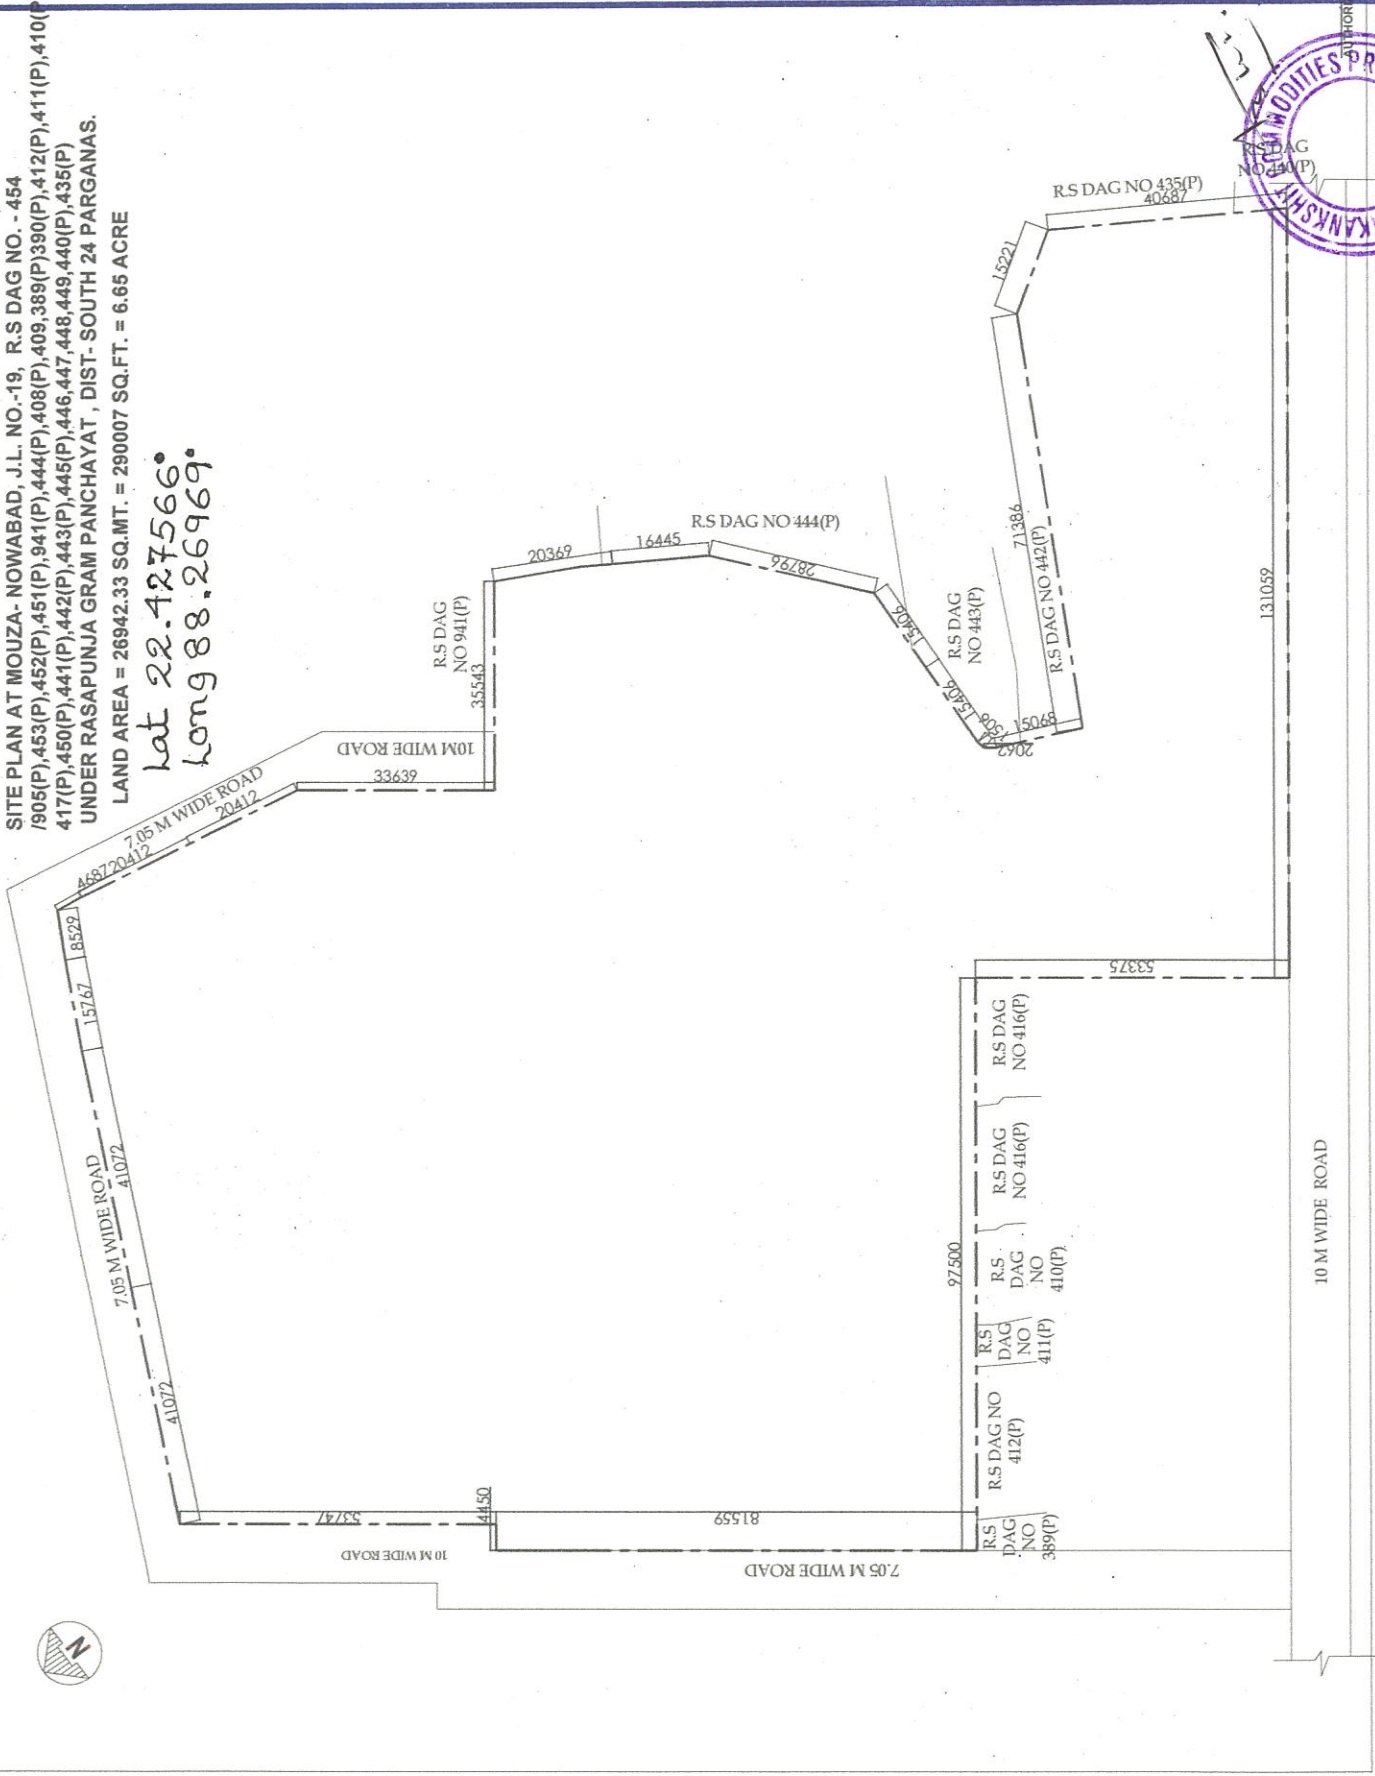 SITE PLAN AT MOUZA- NOWABAD, J.L. NO.-19, R.S DAG NO. - 454
/905(P),453(P),452(P),451(P),941(P),444(P),408(P),409,389(P)390(P),412(P),411(P),410(P
417(P),450(P),441(P),442(P),443(P),445(P),446,447,448,449,440(P),435(P)
UNDER RASAPUNJA GRAM PANCHAYAT , DIST- SOUTH 24 PARGANAS.
LAND AREA = 26942.33 SQ.MT. = 290007 SQ.FT. = 6.65 ACRE
Lat 22.427566°
Long 88.26969°
N
7.05 M WIDE ROAD
41072
41072
15767
8529
4687
20412
7.05 M WIDE ROAD
20412
33639
10M WIDE ROAD
R.S DAG
NO 941(P)
35543
20369
16445
R.S DAG NO 444(P)
28796
15406
15406
R.S DAG
NO 443(P)
2062
15068
R.S DAG NO 442(P)
71386
15221
R.S DAG NO 435(P)
40687
R.S DAG
NO 440(P)
131059
53375
97500
R.S DAG
NO 416(P)
R.S DAG
NO 416(P)
R.S
DAG
NO
410(P)
R.S
DAG
NO
411(P)
R.S DAG NO
412(P)
R.S
DAG
NO
389(P)
53747
4450
81559
10 M WIDE ROAD
7.05 M WIDE ROAD
10 M WIDE ROAD